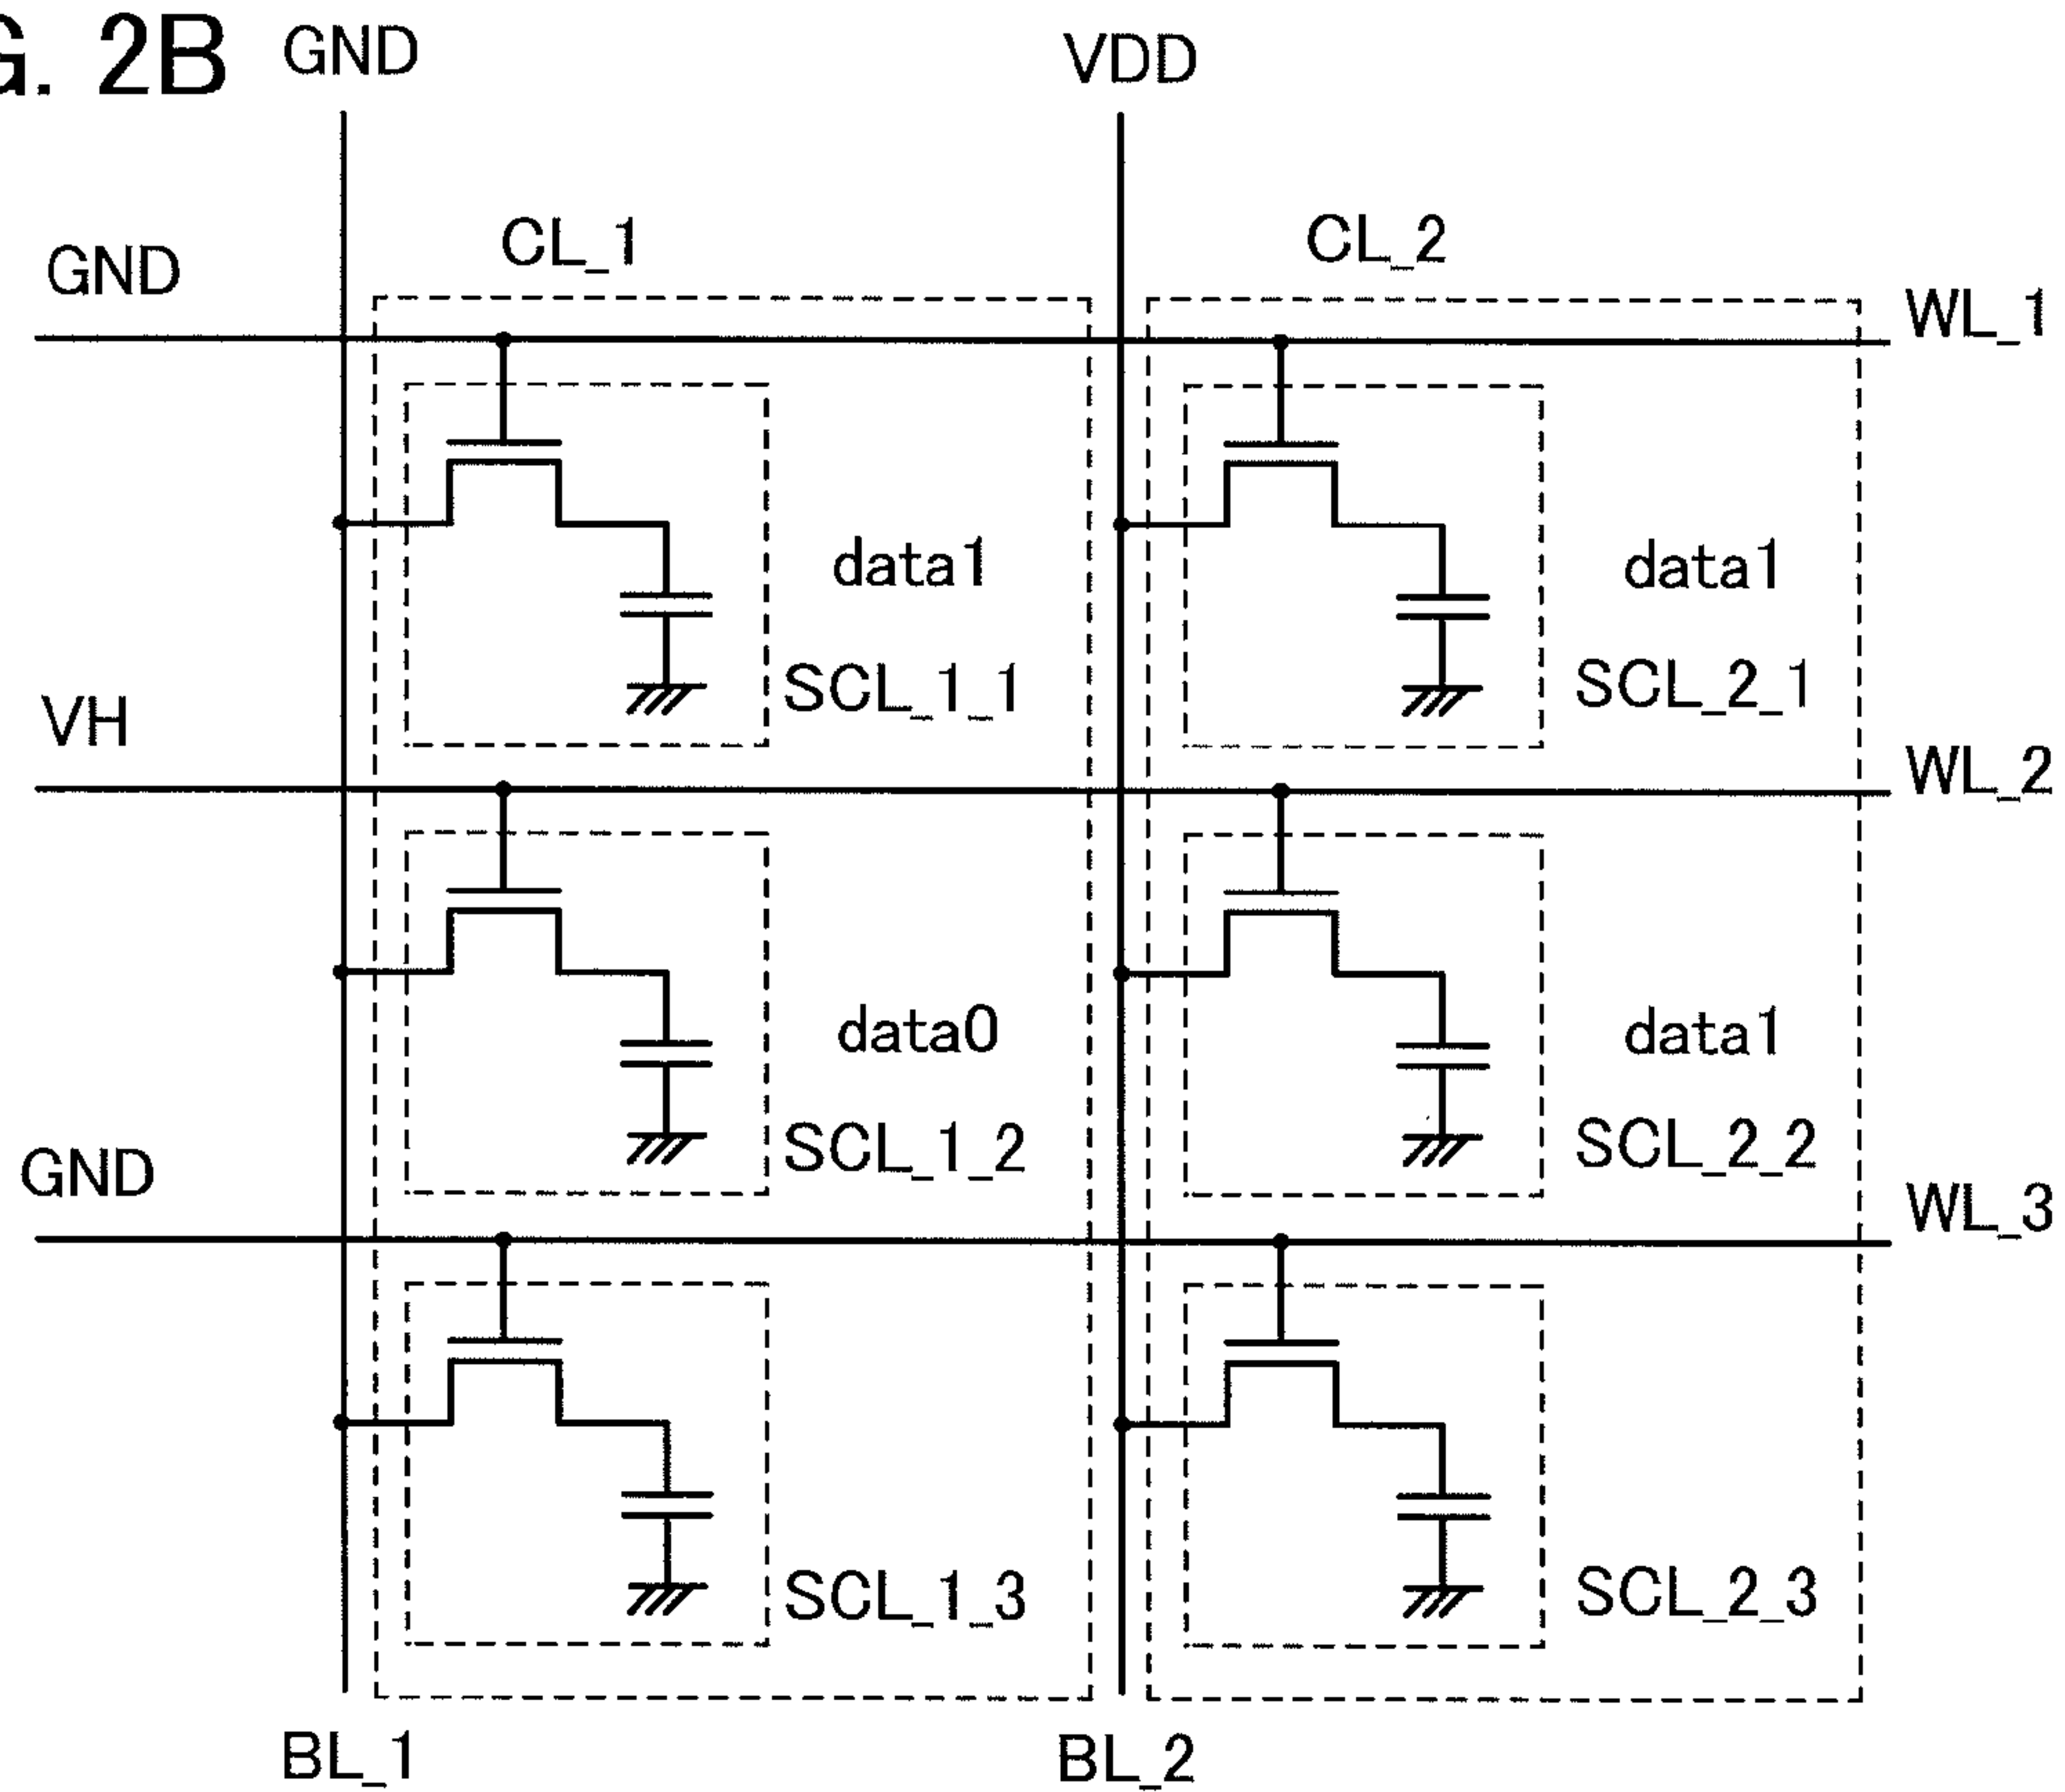 G. 2B
GND
VDD
CL_1
CL_2
GND
WL_1
data1
data1
SCL_1_1
SCL_2_1
VH
WL_2
data0
data1
SCL_1_2
SCL_2_2
GND
WL_3
SCL_1_3
SCL_2_3
BL_1
BL_2